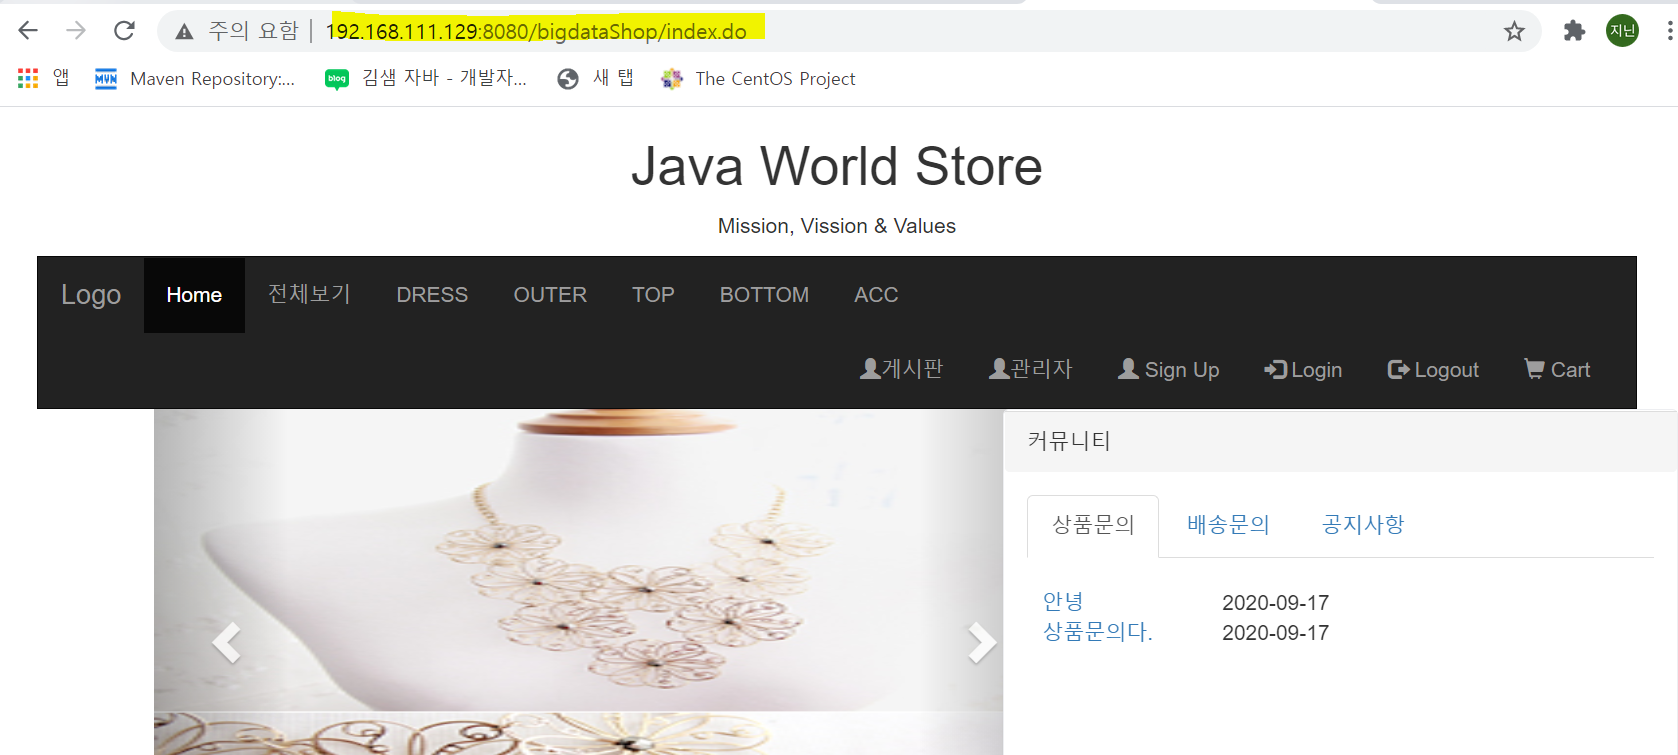 주의 요함 | 192.168.111.129:8080/bigdataShop/index.do
지닌
앱 Maven Repository:... 김샘 자바 - 개발자... 새 탭 The CentOS Project
Java World Store
Mission, Vission & Values
Logo Home 전체보기 DRESS OUTER TOP BOTTOM ACC
게시판 관리자 Sign Up Login Logout Cart
커뮤니티
상품문의 배송문의 공지사항
안녕 2020-09-17
상품문의다. 2020-09-17